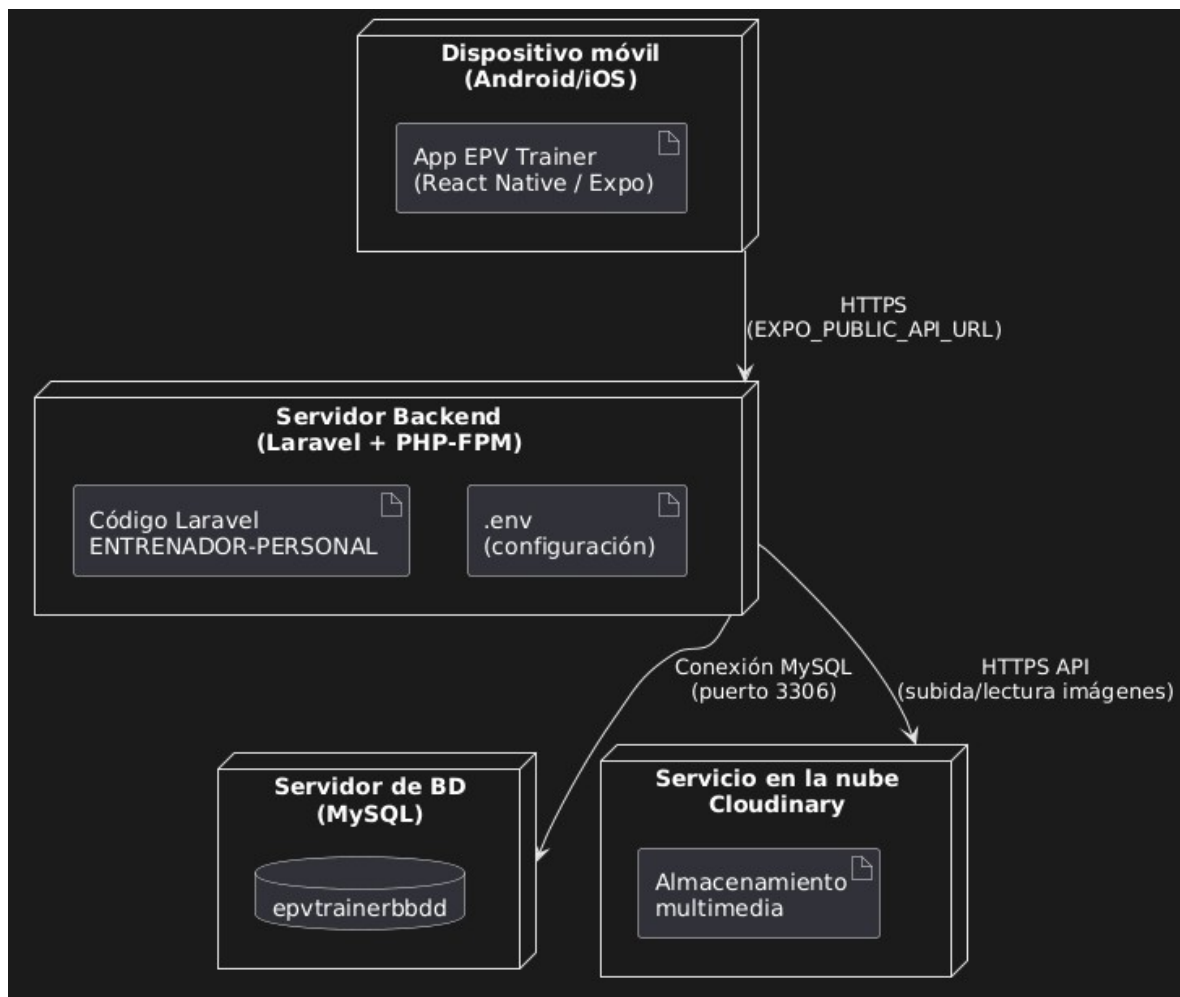 Dispositivo móvil
(Android/iOS)
App EPV Trainer
(React Native / Expo)
HTTPS
(EXPO_PUBLIC_API_URL)
Servidor Backend
(Laravel + PHP-FPM)
Código Laravel
ENTRENADOR-PERSONAL
.env
(configuración)
Conexión MySQL
(puerto 3306)
HTTPS API
(subida/lectura imágenes)
Servidor de BD
(MySQL)
epvtrainerbbdd
Servicio en la nube
Cloudinary
Almacenamiento
multimedia